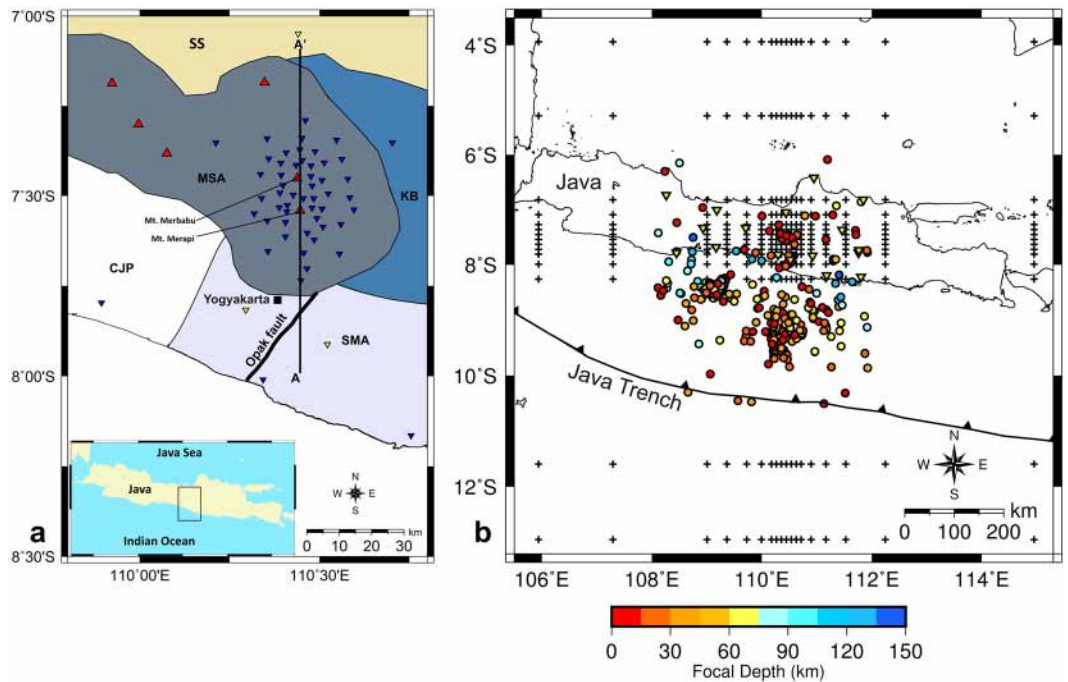 7˚00'S
7˚30'S
8˚00'S
8˚30'S
SS
A'
MSA
KB
Mt. Merbabu
Mt. Merapi
CJP
Yogyakarta
Opak fault
SMA
A
Java Sea
Java
Indian Ocean
N
W E
S
km
0 10 20 30
a
110˚00'E
110˚30'E
4˚S
6˚S
8˚S
10˚S
12˚S
Java
Java Trench
N
W E
S
km
0 100 200
b
106˚E
108˚E
110˚E
112˚E
114˚E
0 30 60 90 120 150
Focal Depth (km)